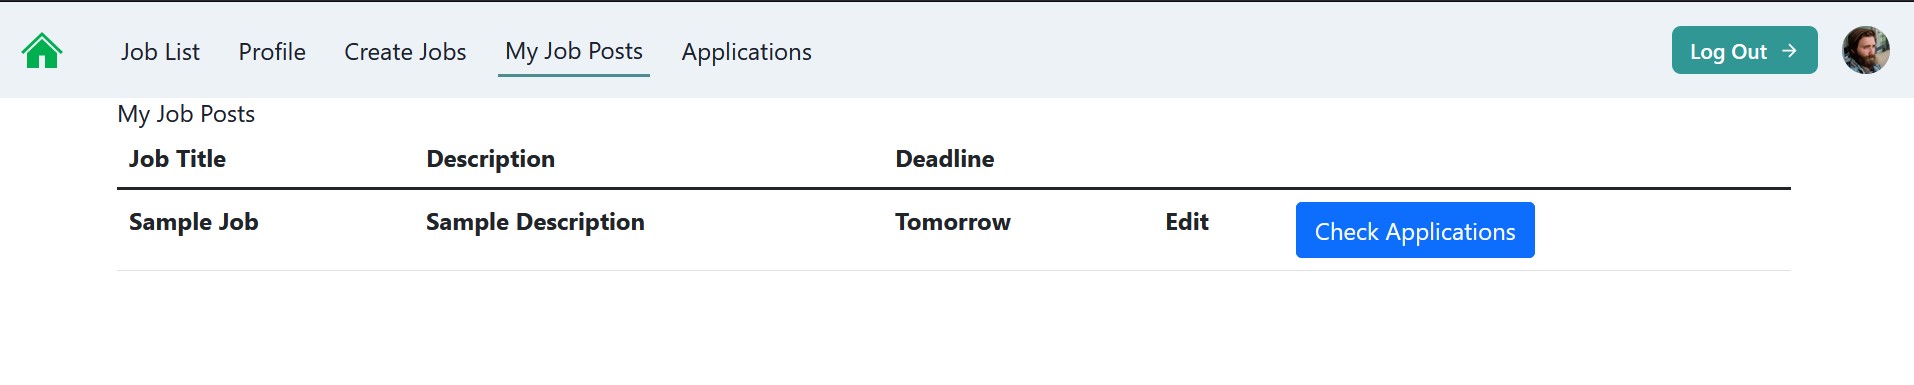 Job List Profile Create Jobs My Job Posts Applications Log Out →
My Job Posts
Job Title Description Deadline
Sample Job Sample Description Tomorrow Edit Check Applications